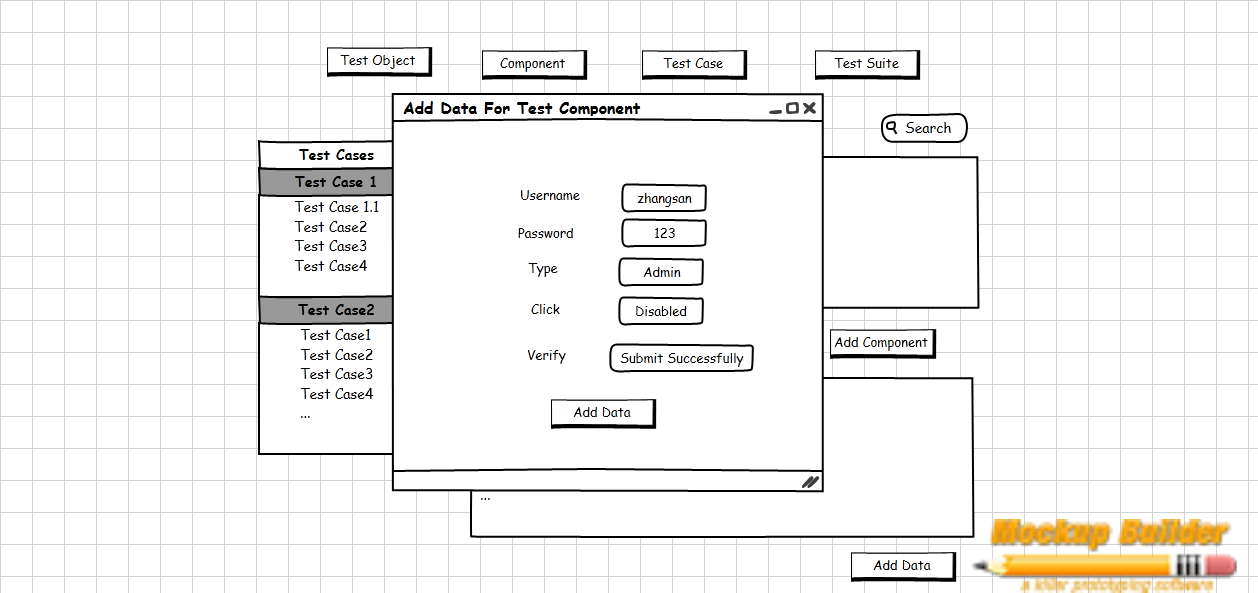 Test Object
Component
Test Case
Test Suite
Add Data For Test Component
Search
Test Cases
Test Case 1
Test Case 1.1
Test Case2
Test Case3
Test Case4
Test Case2
Test Case1
Test Case2
Test Case3
Test Case4
...
Username
zhangsan
Password
123
Type
Admin
Click
Disabled
Verify
Submit Successfully
Add Data
Add Component
...
Add Data
Mockup Builder
a killer prototyping software